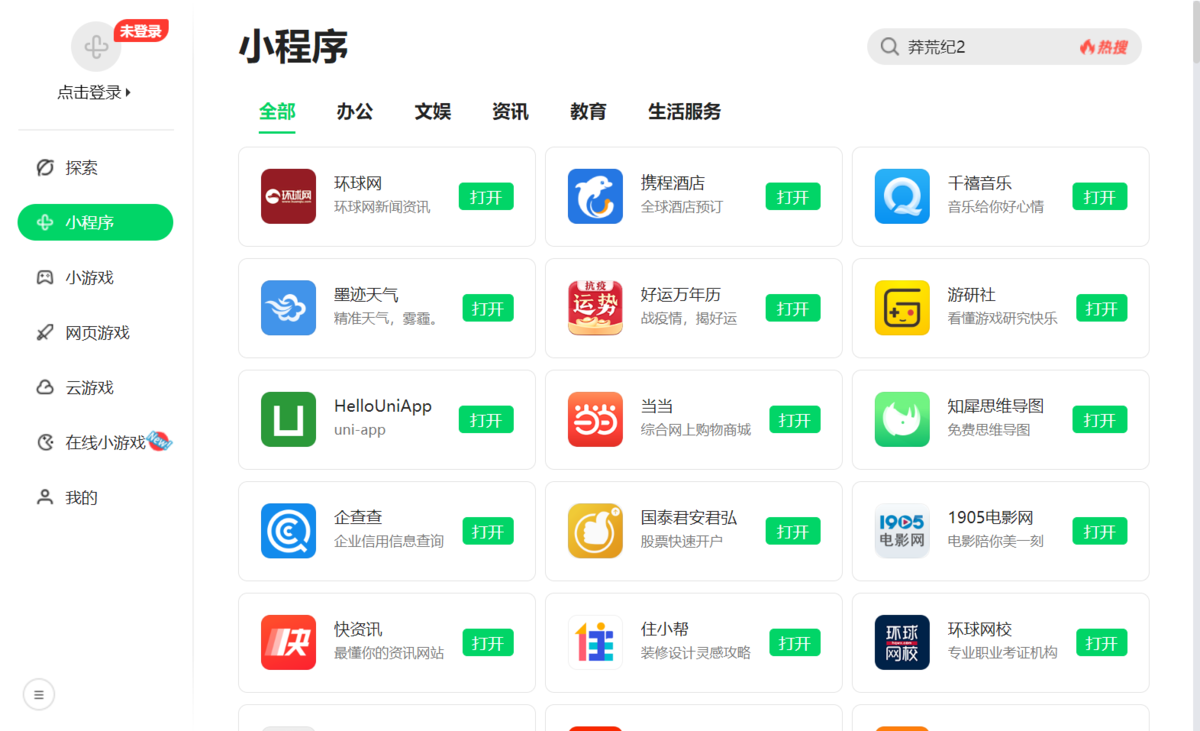 未登录
点击登录
探索
小程序
小游戏
网页游戏
云游戏
在线小游戏
New!
我的
小程序
莽荒纪2
热搜
全部
办公
文娱
资讯
教育
生活服务
环球网
环球网
环球网新闻资讯
打开
携程酒店
全球酒店预订
打开
千禧音乐
音乐给你好心情
打开
墨迹天气
精准天气，雾霾。
打开
抗疫
运势
好运万年历
战疫情，揭好运
打开
游研社
看懂游戏研究快乐
打开
HelloUniApp
uni-app
打开
当当
当当
综合网上购物商城
打开
知犀思维导图
免费思维导图
打开
企查查
企业信用信息查询
打开
国泰君安君弘
股票快速开户
打开
1905
电影网
1905电影网
电影陪你美一刻
打开
快
快资讯
最懂你的资讯网站
打开
住
住小帮
装修设计灵感攻略
打开
环球
网校
环球网校
专业职业考证机构
打开